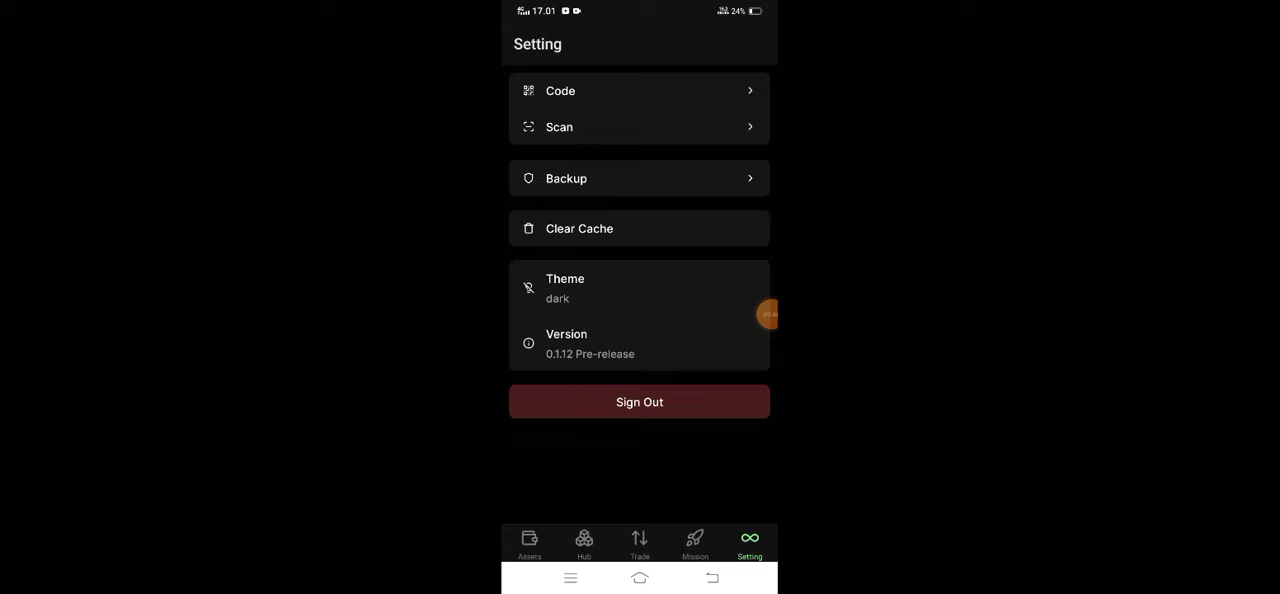 17.01 24%
Setting
Code
Scan
Backup
Clear Cache
Theme
dark
Version
0.1.12 Pre-release
Sign Out
Assets Hub Trade Mission Setting